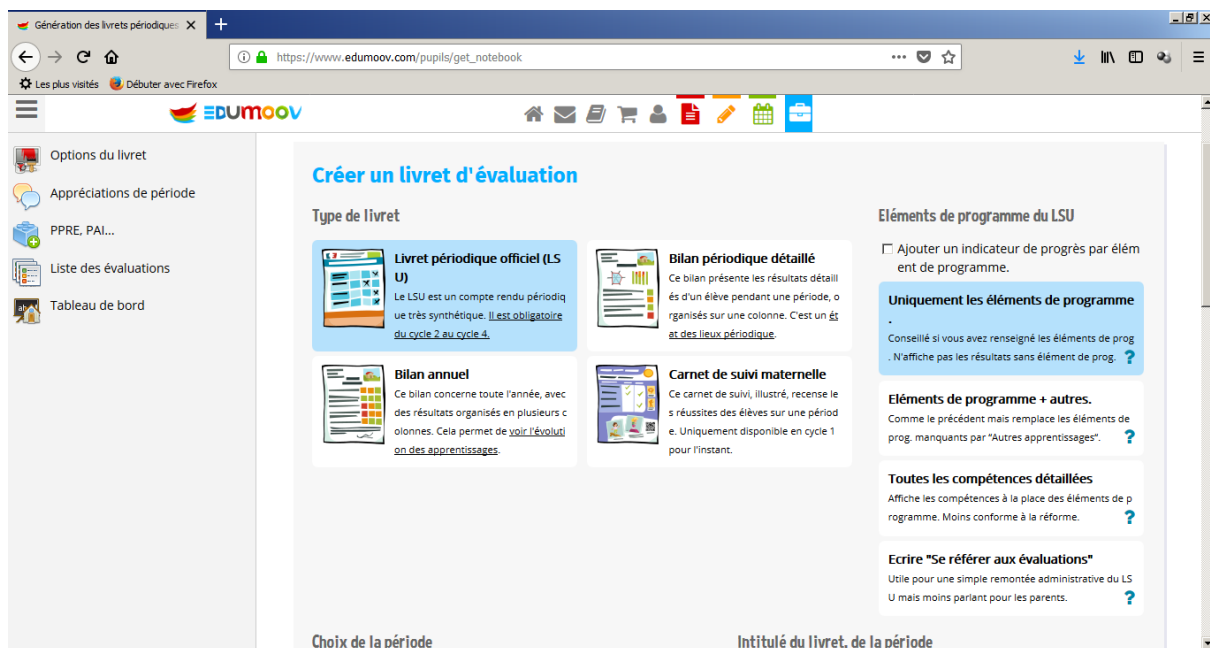 Génération des livrets périodiques
https://www.edumoov.com/pupils/get_notebook
Les plus visités
Débuter avec Firefox
EDUMOOV
Options du livret
Appréciations de période
PPRE, PAI...
Liste des évaluations
Tableau de bord
Créer un livret d'évaluation
Type de livret
Livret périodique officiel (LS
U)
Le LSU est un compte rendu périodiq
ue très synthétique. Il est obligatoire
du cycle 2 au cycle 4.
Bilan périodique détaillé
Ce bilan présente les résultats détaill
és d'un élève pendant une période, o
rganisés sur une colonne. C'est un ét
at des lieux périodique.
Bilan annuel
Ce bilan concerne toute l'année, avec
des résultats organisés en plusieurs c
olonnes. Cela permet de voir l'évoluti
on des apprentissages.
Carnet de suivi maternelle
Ce carnet de suivi, illustré, recense le
s réussites des élèves sur une périod
e. Uniquement disponible en cycle 1
pour l'instant.
Eléments de programme du LSU
Ajouter un indicateur de progrès par élém
ent de programme.
Uniquement les éléments de programme
.
Conseillé si vous avez renseigné les éléments de prog
. N'affiche pas les résultats sans élément de prog. ?
Eléments de programme + autres.
Comme le précédent mais remplace les éléments de
prog. manquants par "Autres apprentissages". ?
Toutes les compétences détaillées
Affiche les compétences à la place des éléments de p
rogramme. Moins conforme à la réforme. ?
Ecrire "Se référer aux évaluations"
Utile pour une simple remontée administrative du LS
U mais moins parlant pour les parents. ?
Choix de la période
Intitulé du livret, de la période